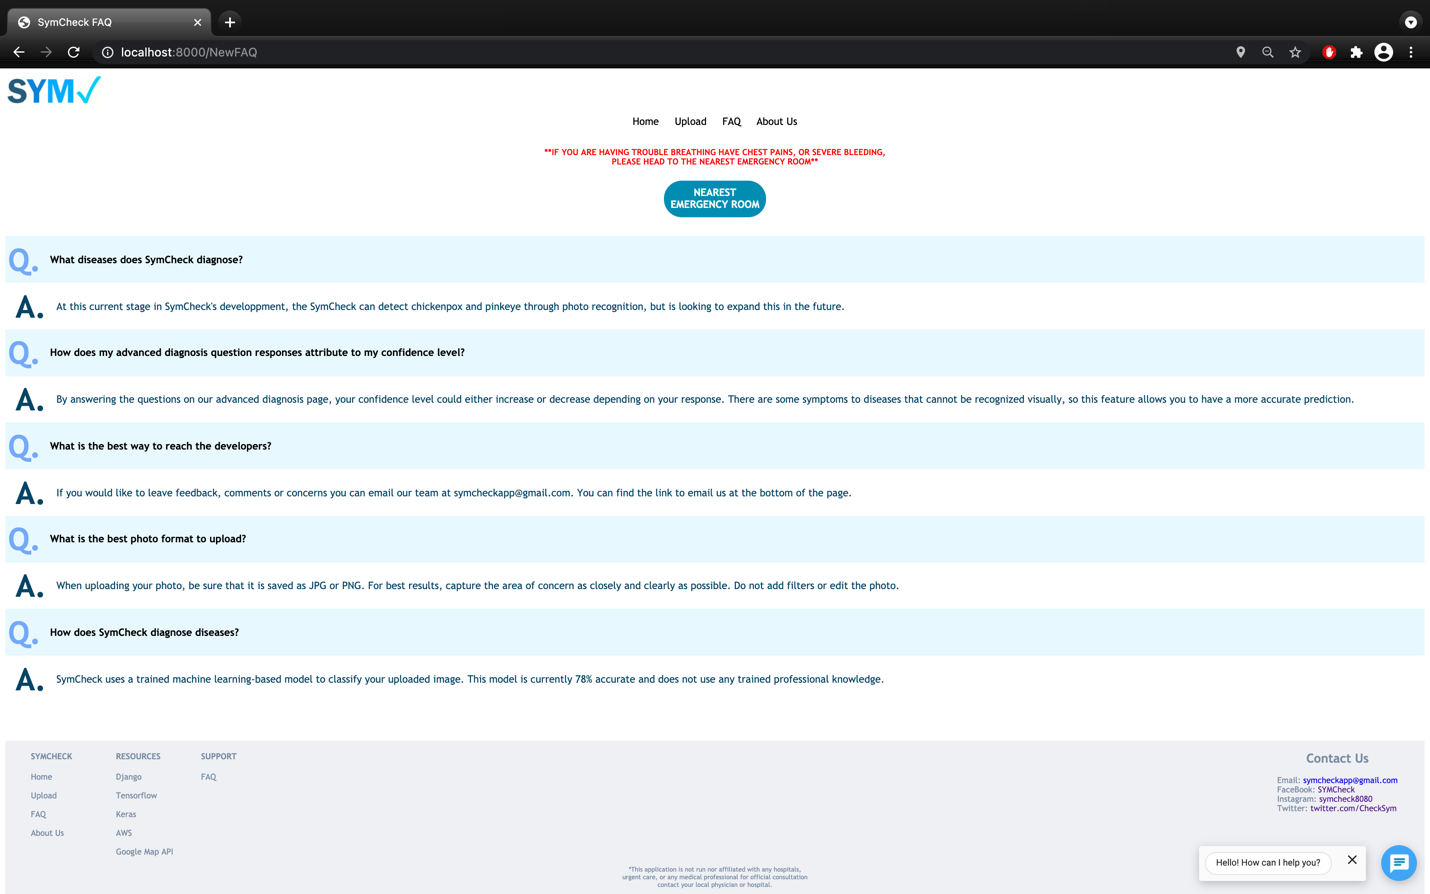 SymCheck FAQ
localhost:8000/NewFAQ
SYM
Home Upload FAQ About Us
**IF YOU ARE HAVING TROUBLE BREATHING HAVE CHEST PAINS, OR SEVERE BLEEDING,
PLEASE HEAD TO THE NEAREST EMERGENCY ROOM**
NEAREST
EMERGENCY ROOM
Q. What diseases does SymCheck diagnose?
A. At this current stage in SymCheck's developpment, the SymCheck can detect chickenpox and pinkeye through photo recognition, but is looking to expand this in the future.
Q. How does my advanced diagnosis question responses attribute to my confidence level?
A. By answering the questions on our advanced diagnosis page, your confidence level could either increase or decrease depending on your response. There are some symptoms to diseases that cannot be recognized visually, so this feature allows you to have a more accurate prediction.
Q. What is the best way to reach the developers?
A. If you would like to leave feedback, comments or concerns you can email our team at symcheckapp@gmail.com. You can find the link to email us at the bottom of the page.
Q. What is the best photo format to upload?
A. When uploading your photo, be sure that it is saved as JPG or PNG. For best results, capture the area of concern as closely and clearly as possible. Do not add filters or edit the photo.
Q. How does SymCheck diagnose diseases?
A. SymCheck uses a trained machine learning-based model to classify your uploaded image. This model is currently 78% accurate and does not use any trained professional knowledge.
SYMCHECK
Home
Upload
FAQ
About Us
RESOURCES
Django
Tensorflow
Keras
AWS
Google Map API
SUPPORT
FAQ
Contact Us
Email: symcheckapp@gmail.com
FaceBook: SYMCheck
Instagram: symcheck8080
Twitter: twitter.com/CheckSym
Hello! How can I help you?
*This application is not run nor affiliated with any hospitals,
urgent care, or any medical professional for official consultation
contact your local physician or hospital.